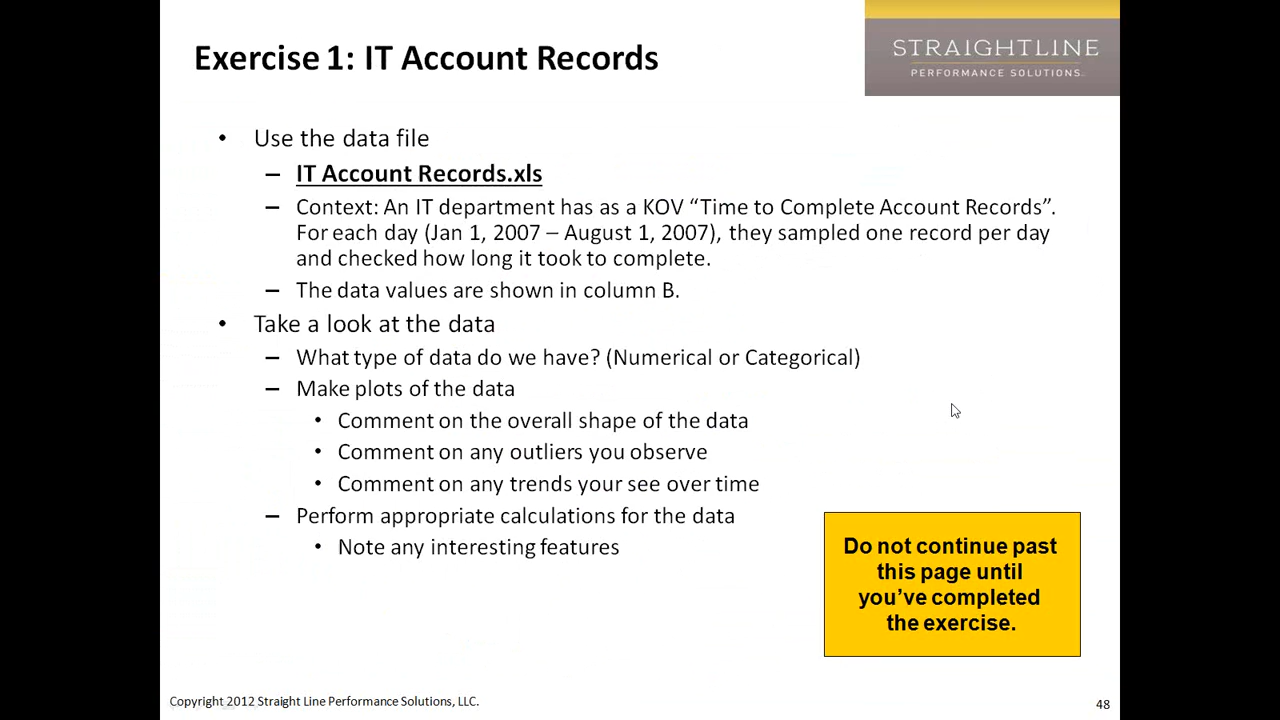 Exercise 1: IT Account Records
STRAIGHTLINE
PERFORMANCE SOLUTIONS
• Use the data file
– IT Account Records.xls
– Context: An IT department has as a KOV “Time to Complete Account Records”.
For each day (Jan 1, 2007 – August 1, 2007), they sampled one record per day
and checked how long it took to complete.
– The data values are shown in column B.
• Take a look at the data
– What type of data do we have? (Numerical or Categorical)
– Make plots of the data
• Comment on the overall shape of the data
• Comment on any outliers you observe
• Comment on any trends your see over time
– Perform appropriate calculations for the data
• Note any interesting features
Do not continue past
this page until
you’ve completed
the exercise.
Copyright 2012 Straight Line Performance Solutions, LLC.
48